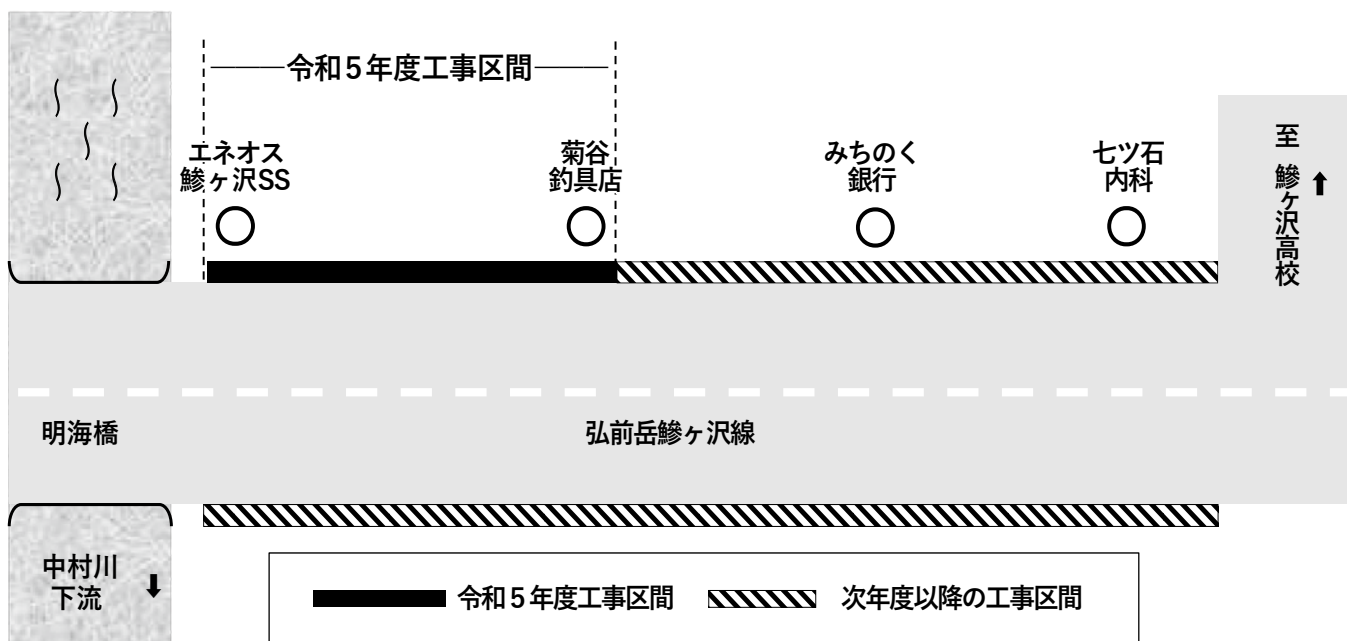 令和５年度工事区間
エネオス
鰺ヶ沢SS
菊谷
釣具店
みちのく
銀行
七ツ石
内科
至 鰺ヶ沢高校
明海橋
弘前岳鰺ヶ沢線
中村川
下流
令和５年度工事区間
次年度以降の工事区間